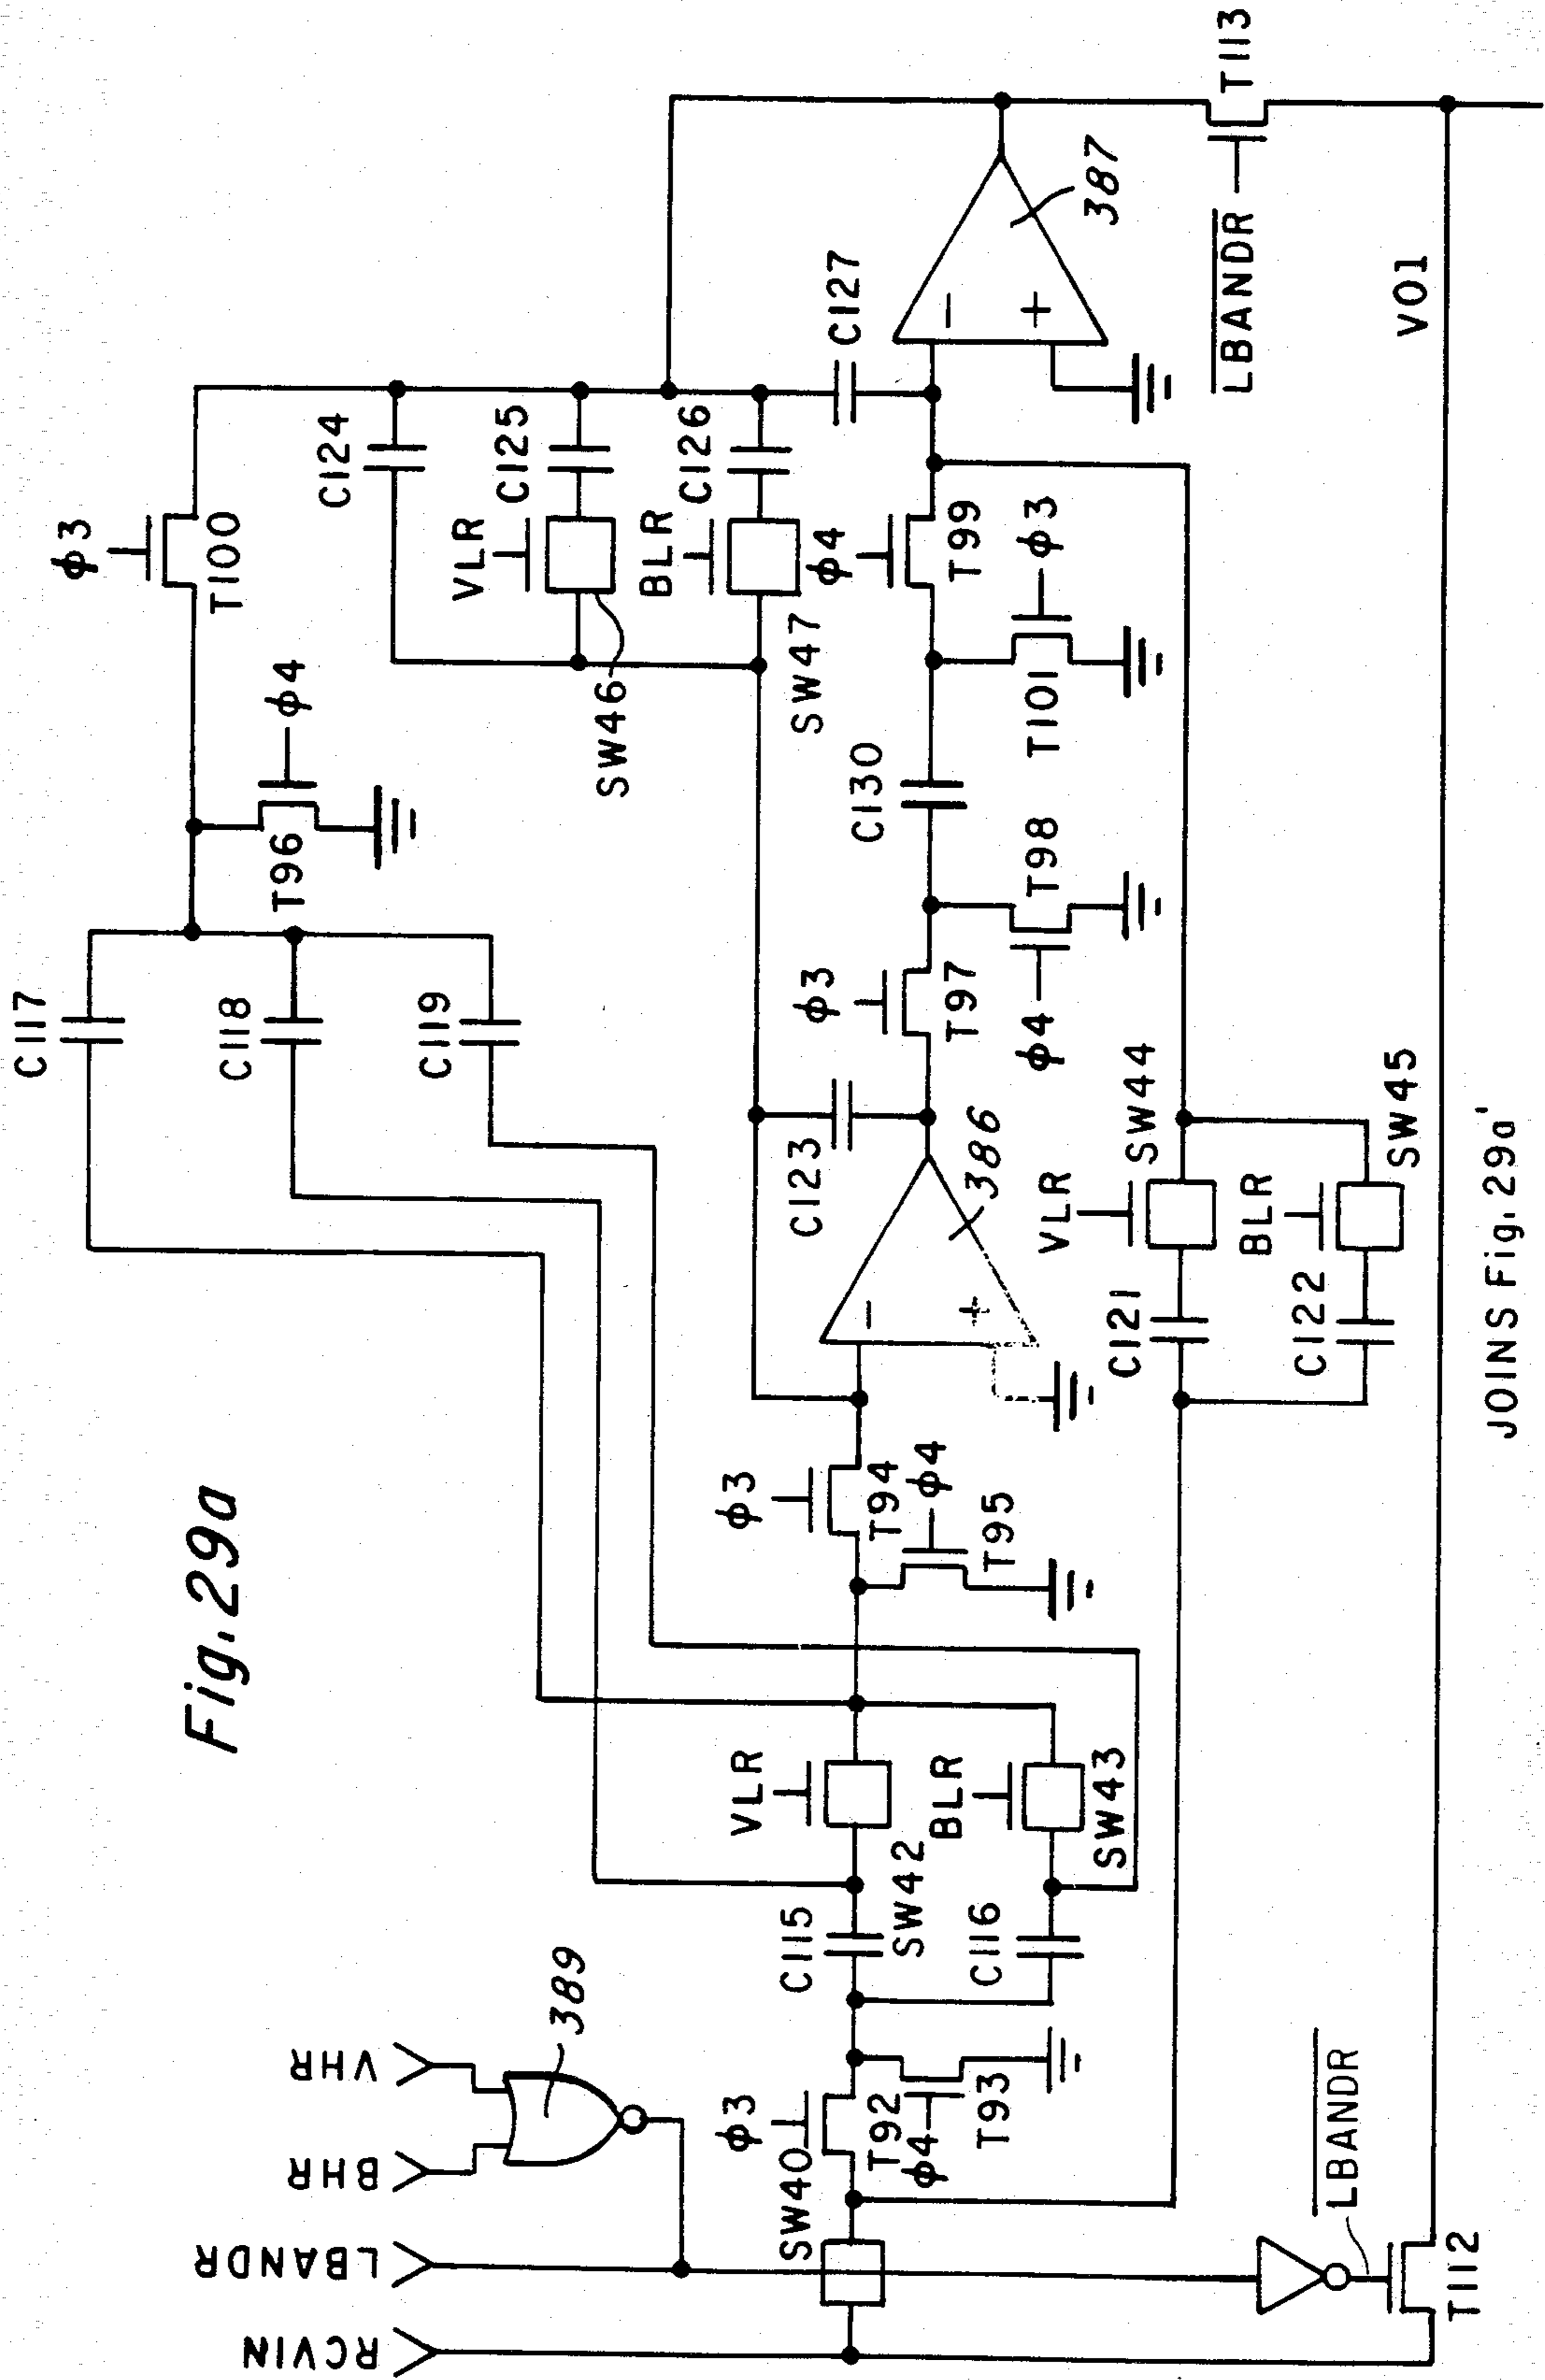 Fig. 29a
RCVIN
LBANDR
BHR
VHR
389
SW40
φ3
T92
φ4
T93
C115
SW42
VLR
C116
BLR
SW43
φ3
T94
φ4
T95
C117
C118
C119
T96
φ4
φ3
T100
C124
VLR
C125
SW46
BLR
C126
SW47
C123
−
+
386
φ3
T97
φ4
T98
C130
φ4
T99
φ3
T101
C127
−
+
387
C121
VLR
SW44
C122
BLR
SW45
LBANDR
T112
LBANDR
T113
VO1
JOINS Fig. 29a'